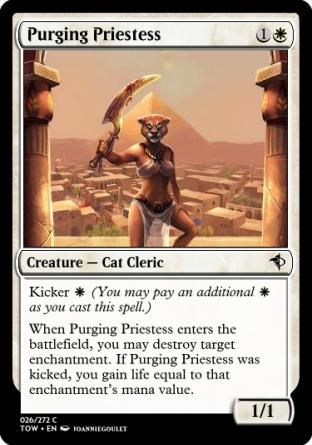 Purging Priestess 1
Creature — Cat Cleric
Kicker (You may pay an additional
as you cast this spell.)
When Purging Priestess enters the
battlefield, you may destroy target
enchantment. If Purging Priestess was
kicked, you gain life equal to that
enchantment's mana value.
026/272 C
TOW • EN IOANNIEGOULET
1/1